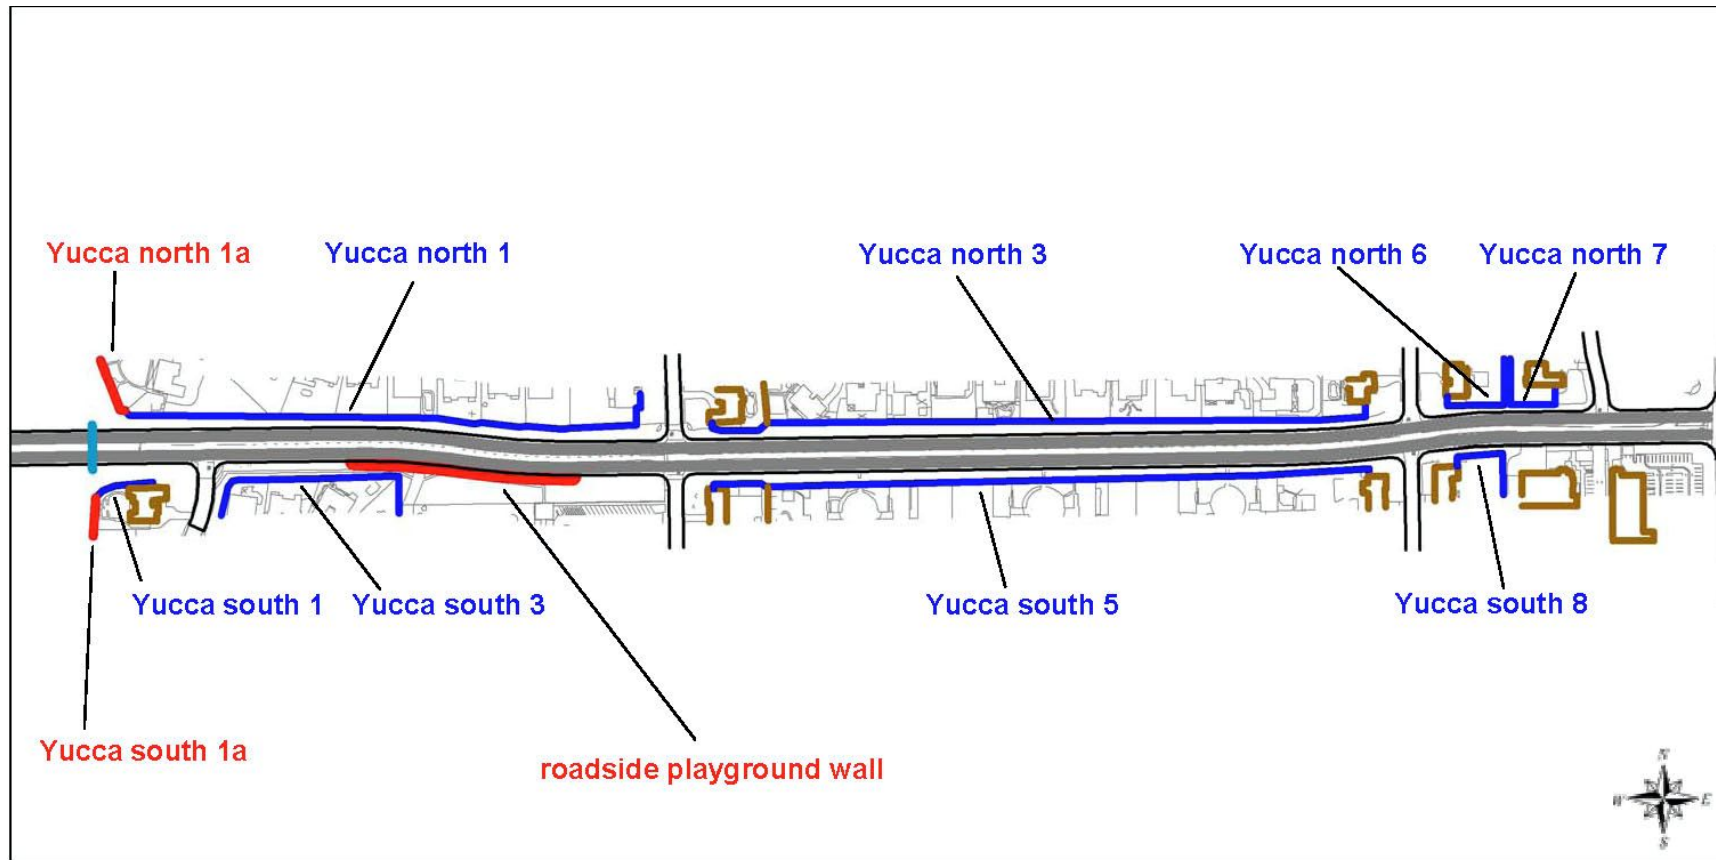 Yucca north 1a
Yucca north 1
Yucca north 3
Yucca north 6
Yucca north 7
Yucca south 1
Yucca south 3
Yucca south 5
Yucca south 8
Yucca south 1a
roadside playground wall
N
W
E
S